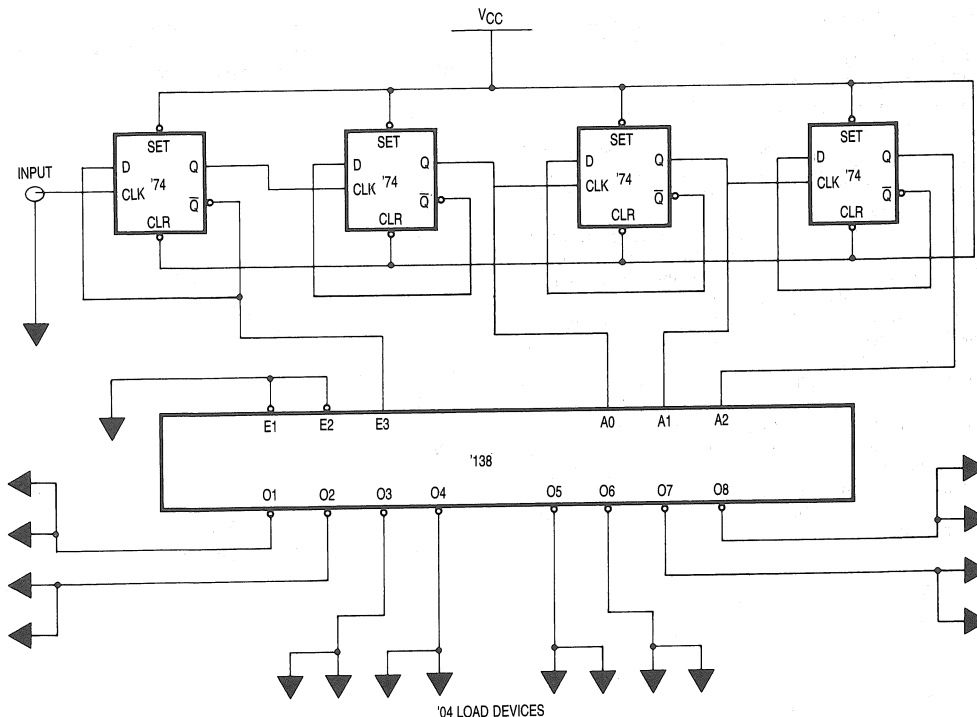 VCC
SET
D Q
'74
CLK
Q
CLR
SET
D Q
CLK '74
Q
CLR
SET
D Q
CLK '74
Q
CLR
SET
D Q
CLK '74
Q
CLR
INPUT
E1 E2 E3 A0 A1 A2
'138
O1 O2 O3 O4 O5 O6 O7 O8
'04 LOAD DEVICES